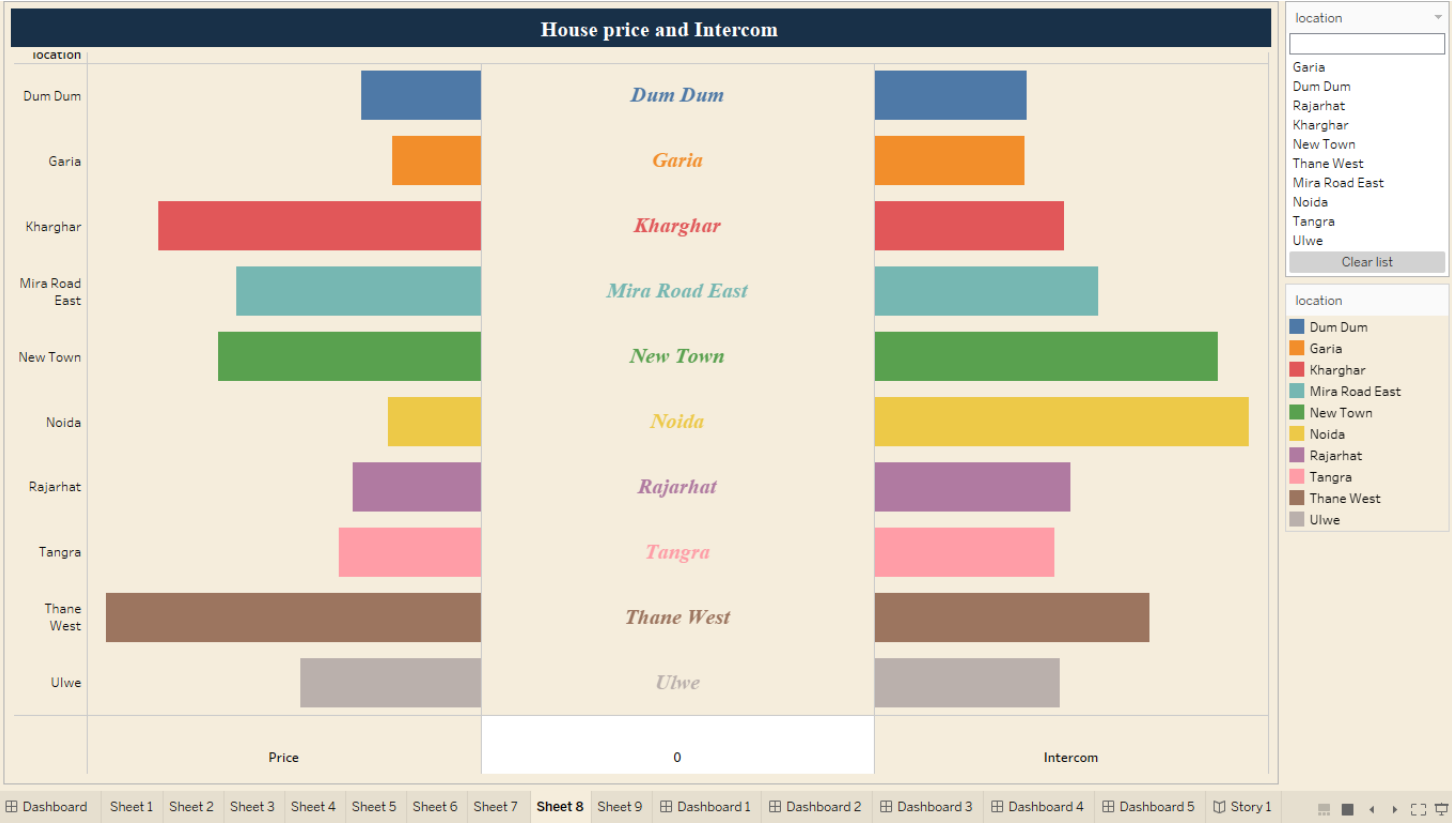 House price and Intercom
location
Dum Dum
Dum Dum
Garia
Garia
Kharghar
Kharghar
Mira Road
East
Mira Road East
New Town
New Town
Noida
Noida
Rajarhat
Rajarhat
Tangra
Tangra
Thane
West
Thane West
Ulwe
Ulwe
Price
0
Intercom
location
Garia
Dum Dum
Rajarhat
Kharghar
New Town
Thane West
Mira Road East
Noida
Tangra
Ulwe
Clear list
location
Dum Dum
Garia
Kharghar
Mira Road East
New Town
Noida
Rajarhat
Tangra
Thane West
Ulwe
Dashboard Sheet 1 Sheet 2 Sheet 3 Sheet 4 Sheet 5 Sheet 6 Sheet 7 Sheet 8 Sheet 9 Dashboard 1 Dashboard 2 Dashboard 3 Dashboard 4 Dashboard 5 Story 1